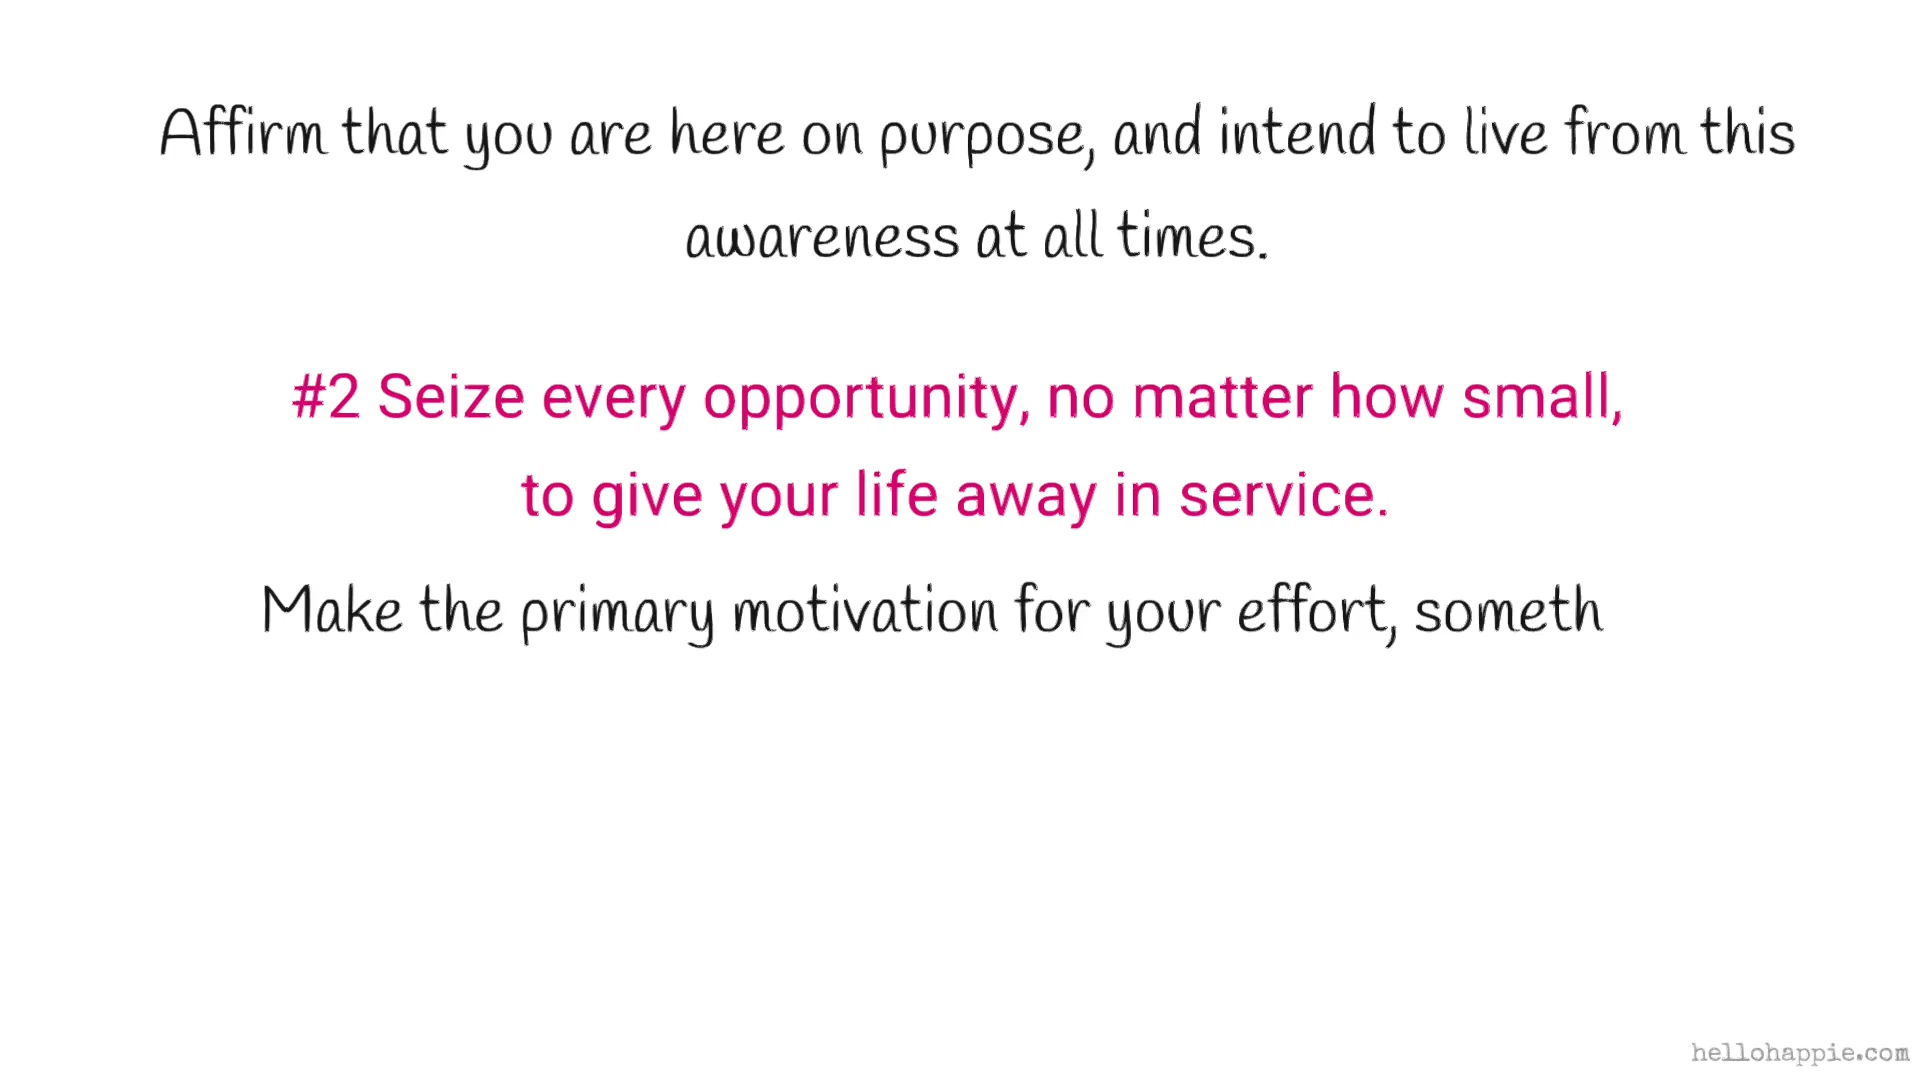 Affirm that you are here on purpose, and intend to live from this
awareness at all times.
#2 Seize every opportunity, no matter how small,
to give your life away in service.
Make the primary motivation for your effort, someth
hellohappie.com